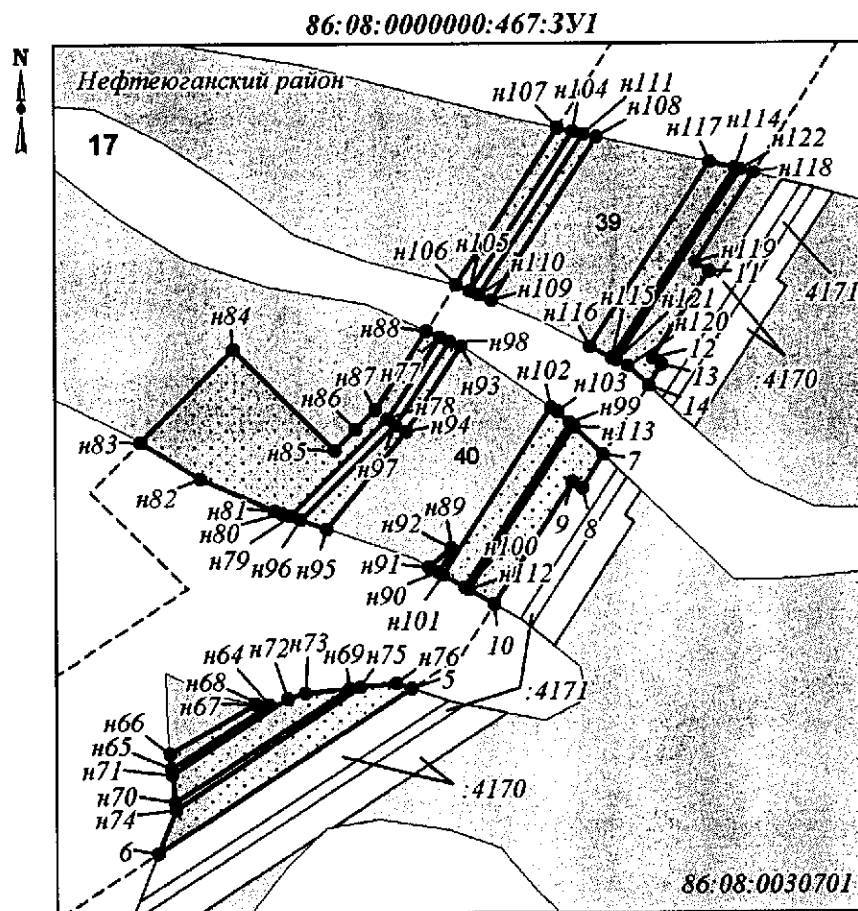 86:08:0000000:467:ЗУ1
N
Нефтеюганский район
17
н107
н104
н111
н108
н117
н114
н122
н118
39
н106
н105
н110
н109
н119
11
:4171
н116
н115
н121
н120
12
13
14
:4170
н84
н88
н98
н77
н93
н87
н86
н78
н94
н85
н97
н102
н103
н99
н113
7
н83
40
н82
н81
н80
н79
н96
н95
н89
н92
9
8
н91
н90
н100
н112
н101
10
н64
н72
н73
н69
н75
н76
5
н68
н67
:4171
н66
н65
н71
:4170
н70
н74
6
86:08:0030701